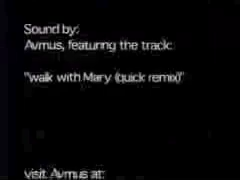 Sound by:
Avmus, featuring the track:
"walk with Mary (quick remix)"
visit Avmus at: